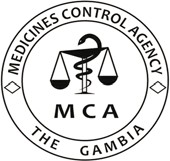 MEDICINES CONTROL AGENCY
MCA
THE GAMBIA